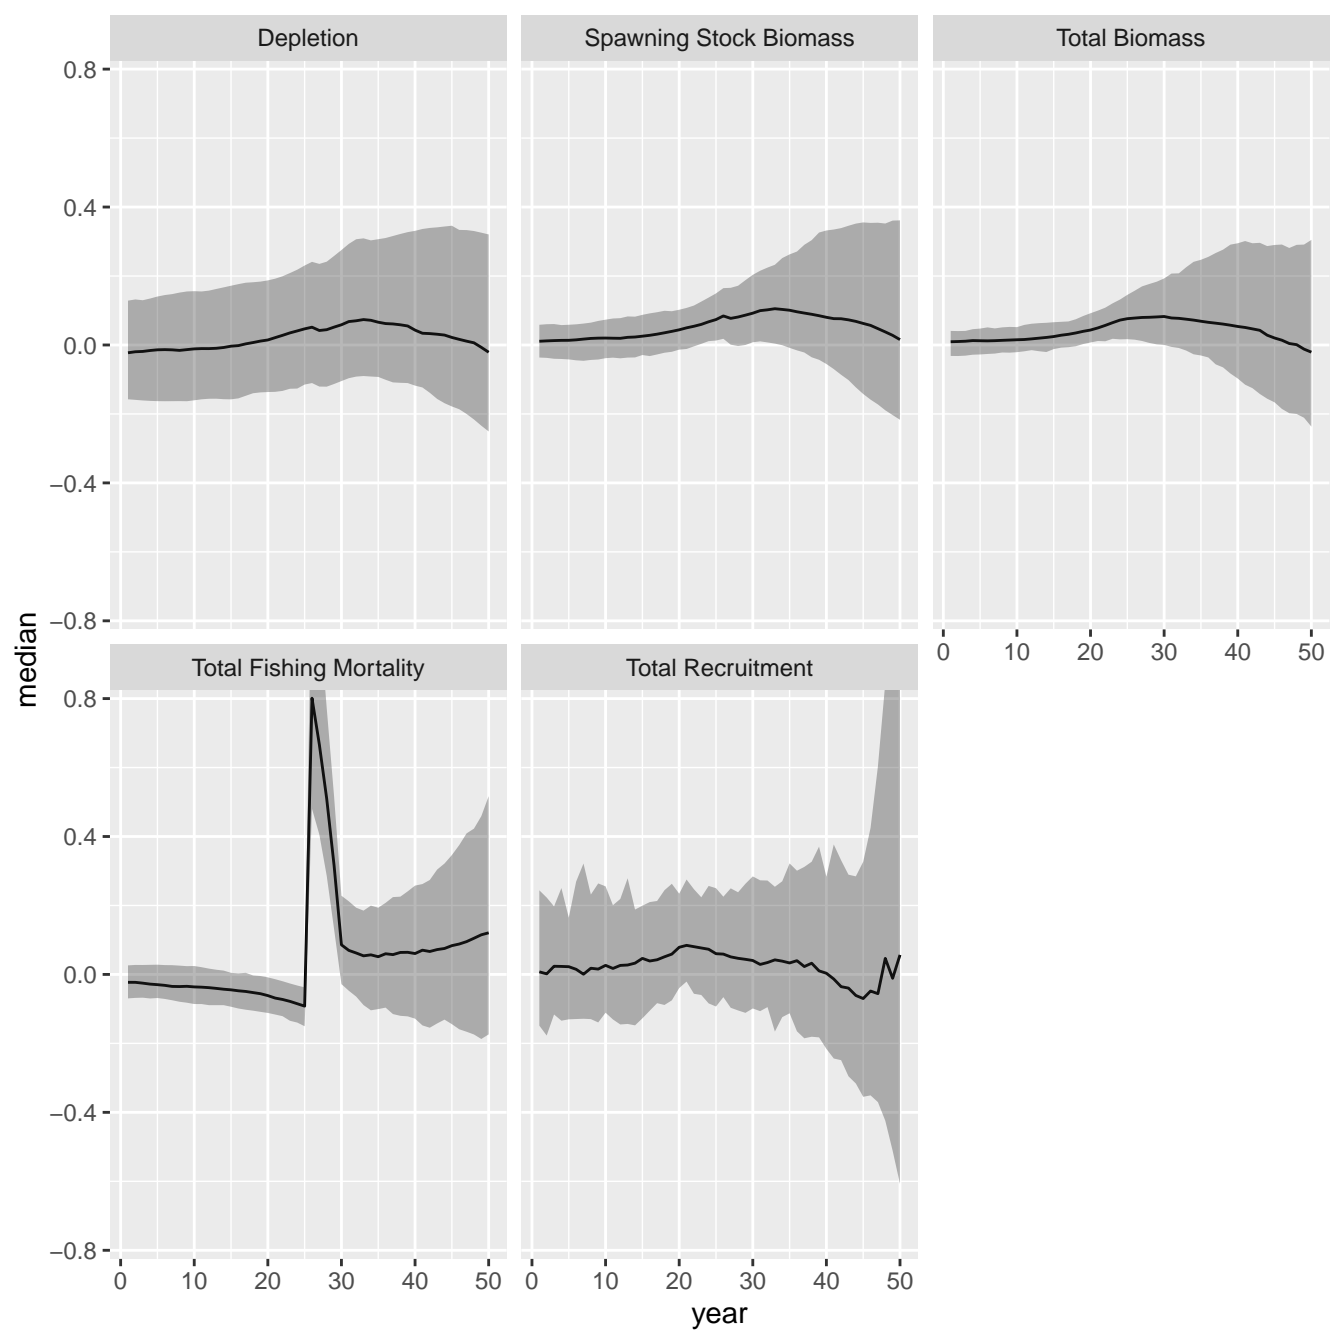 Depletion
Spawning Stock Biomass
Total Biomass
0.8
0.4
0.0
−0.4
−0.8
0 10 20 30 40 50
Total Fishing Mortality
Total Recruitment
0.8
0.4
0.0
−0.4
−0.8
0 10 20 30 40 50
0 10 20 30 40 50
median
year